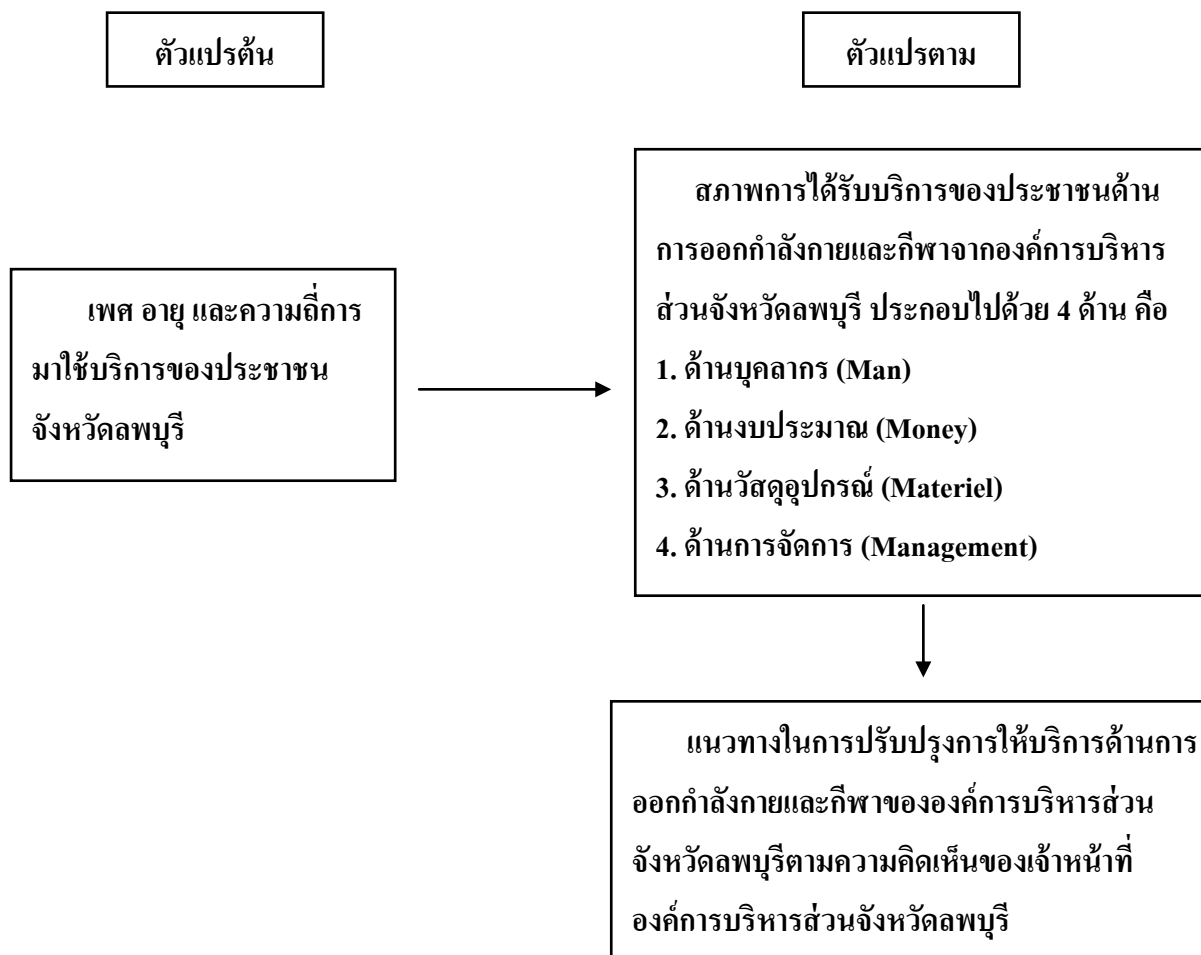 ตัวแปรต้น
ตัวแปรตาม
เพศ อายุ และความถี่การ
มาใช้บริการของประชาชน
จังหวัดลพบุรี
สภาพการได้รับบริการของประชาชนด้าน
การออกกำลังกายและกีฬาจากองค์การบริหาร
ส่วนจังหวัดลพบุรี ประกอบไปด้วย 4 ด้าน คือ
1. ด้านบุคลากร (Man)
2. ด้านงบประมาณ (Money)
3. ด้านวัสดุอุปกรณ์ (Materiel)
4. ด้านการจัดการ (Management)
แนวทางในการปรับปรุงการให้บริการด้านการ
ออกกำลังกายและกีฬาขององค์การบริหารส่วน
จังหวัดลพบุรีตามความคิดเห็นของเจ้าหน้าที่
องค์การบริหารส่วนจังหวัดลพบุรี